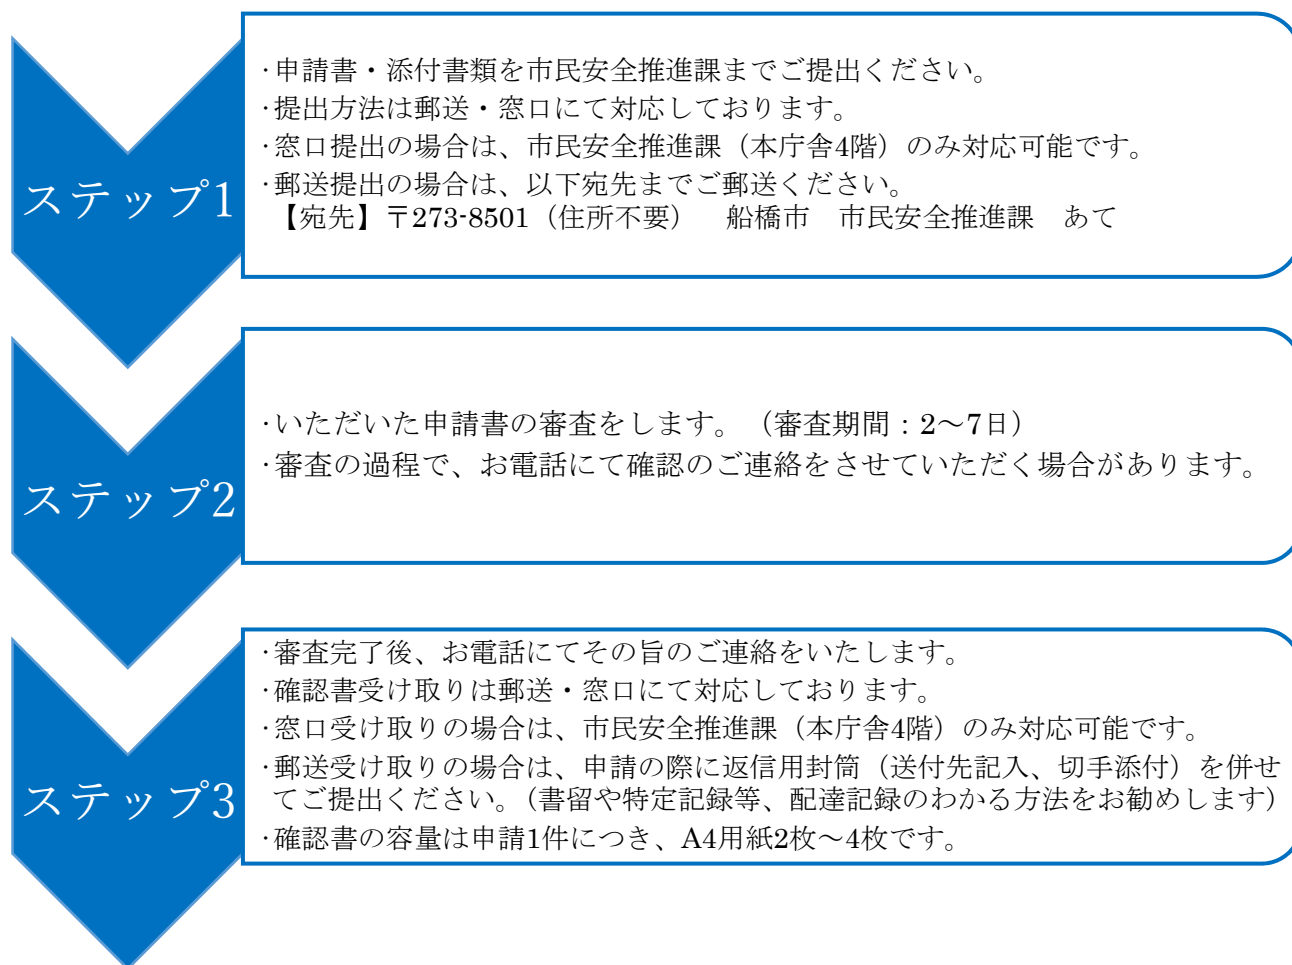 ステップ1
·申請書・添付書類を市民安全推進課までご提出ください。
·提出方法は郵送・窓口にて対応しております。
·窓口提出の場合は、市民安全推進課（本庁舎4階）のみ対応可能です。
·郵送提出の場合は、以下宛先までご郵送ください。
【宛先】〒273-8501（住所不要）　船橋市　市民安全推進課　あて
ステップ2
·いただいた申請書の審査をします。（審査期間：2～7日）
·審査の過程で、お電話にて確認のご連絡をさせていただく場合があります。
ステップ3
·審査完了後、お電話にてその旨のご連絡をいたします。
·確認書受け取りは郵送・窓口にて対応しております。
·窓口受け取りの場合は、市民安全推進課（本庁舎4階）のみ対応可能です。
·郵送受け取りの場合は、申請の際に返信用封筒（送付先記入、切手添付）を併せ
てご提出ください。（書留や特定記録等、配達記録のわかる方法をお勧めします）
·確認書の容量は申請1件につき、A4用紙2枚～4枚です。